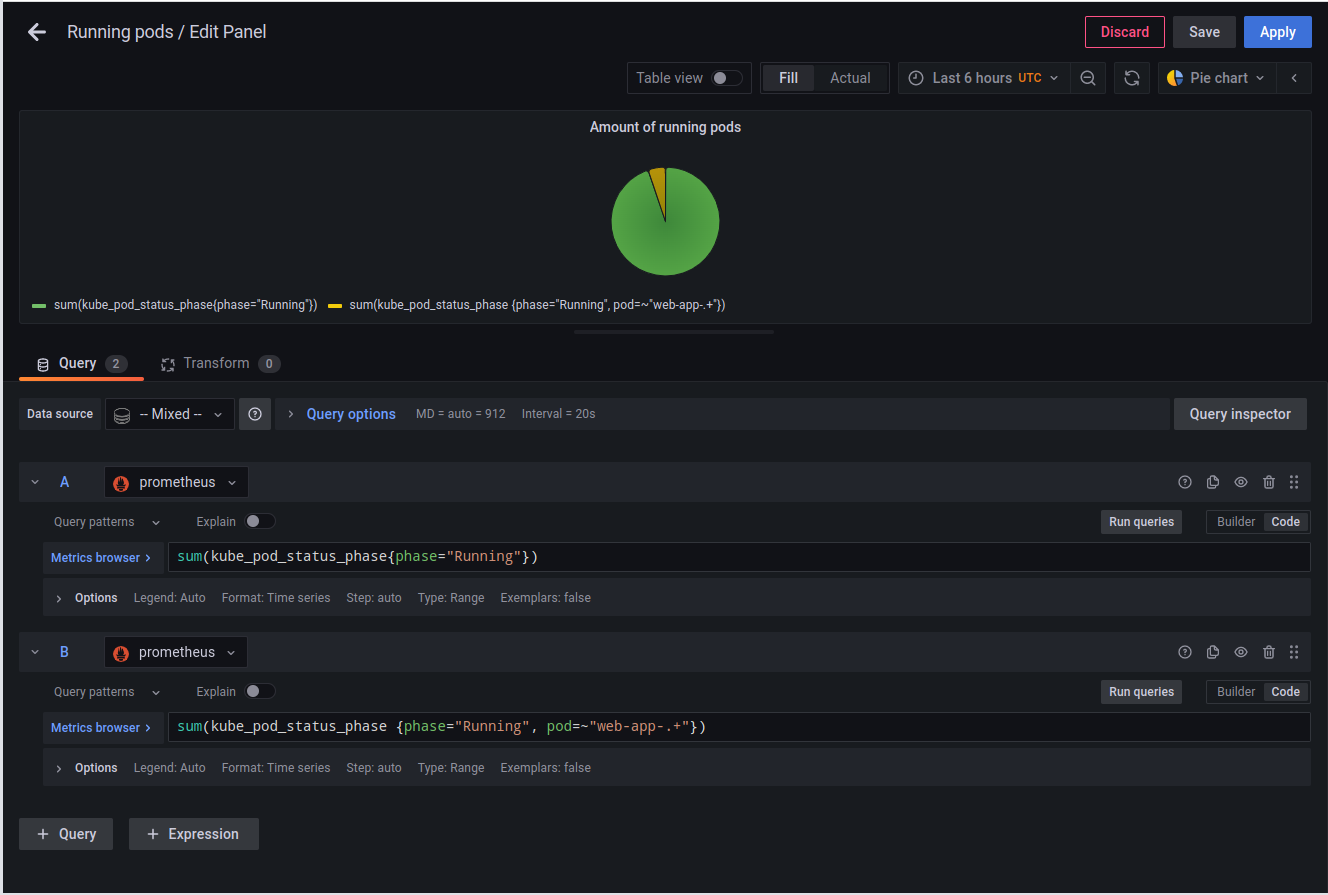 Running pods / Edit Panel
Discard Save Apply
Table view Fill Actual Last 6 hours UTC Pie chart
Amount of running pods
sum(kube_pod_status_phase{phase="Running"}) sum(kube_pod_status_phase {phase="Running", pod=~"web-app-.+"})
Query 2 Transform 0
Data source -- Mixed -- Query options MD = auto = 912 Interval = 20s Query inspector
A prometheus
Query patterns Explain Run queries Builder Code
Metrics browser > sum(kube_pod_status_phase{phase="Running"})
Options Legend: Auto Format: Time series Step: auto Type: Range Exemplars: false
B prometheus
Query patterns Explain Run queries Builder Code
Metrics browser > sum(kube_pod_status_phase {phase="Running", pod=~"web-app-.+"})
Options Legend: Auto Format: Time series Step: auto Type: Range Exemplars: false
+ Query + Expression